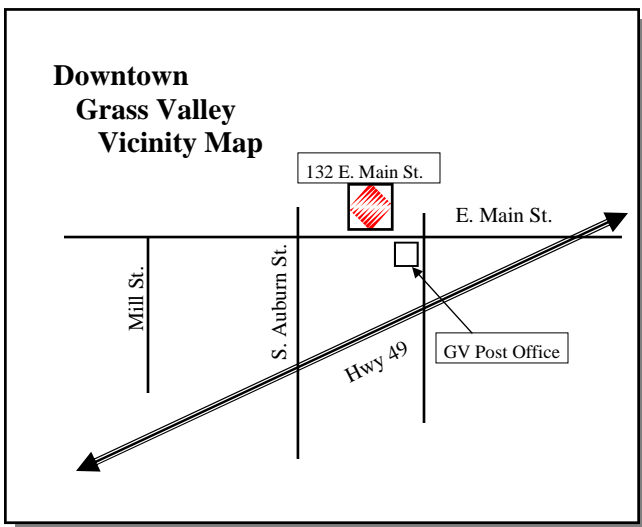 Downtown
Grass Valley
Vicinity Map
132 E. Main St.
E. Main St.
Mill St.
S. Auburn St.
Hwy 49
GV Post Office